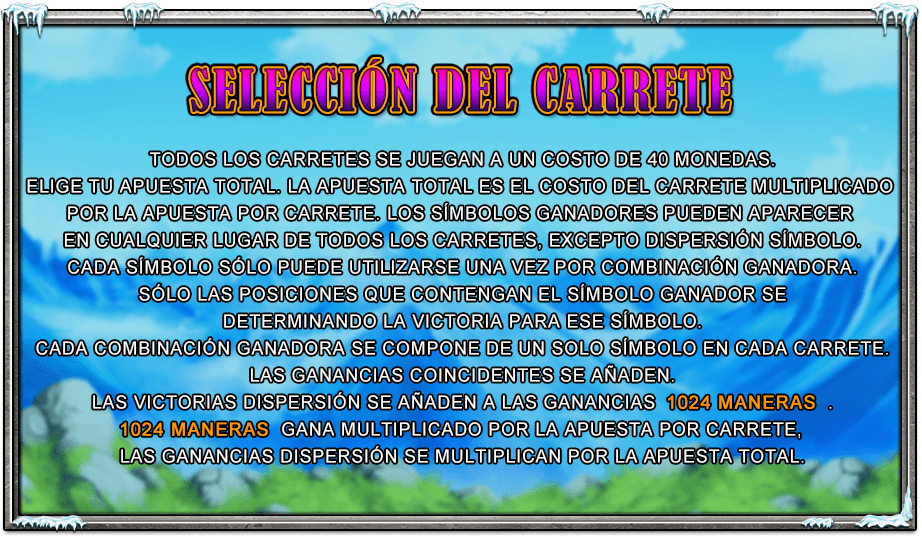 SELECCIÓN DEL CARRETE
TODOS LOS CARRETES SE JUEGAN A UN COSTO DE 40 MONEDAS.
ELIGE TU APUESTA TOTAL. LA APUESTA TOTAL ES EL COSTO DEL CARRETE MULTIPLICADO
POR LA APUESTA POR CARRETE. LOS SÍMBOLOS GANADORES PUEDEN APARECER
EN CUALQUIER LUGAR DE TODOS LOS CARRETES, EXCEPTO DISPERSIÓN SÍMBOLO.
CADA SÍMBOLO SÓLO PUEDE UTILIZARSE UNA VEZ POR COMBINACIÓN GANADORA.
SÓLO LAS POSICIONES QUE CONTENGAN EL SÍMBOLO GANADOR SE
DETERMINANDO LA VICTORIA PARA ESE SÍMBOLO.
CADA COMBINACIÓN GANADORA SE COMPONE DE UN SOLO SÍMBOLO EN CADA CARRETE.
LAS GANANCIAS COINCIDENTES SE AÑADEN.
LAS VICTORIAS DISPERSIÓN SE AÑADEN A LAS GANANCIAS 1024 MANERAS .
1024 MANERAS GANA MULTIPLICADO POR LA APUESTA POR CARRETE,
LAS GANANCIAS DISPERSIÓN SE MULTIPLICAN POR LA APUESTA TOTAL.